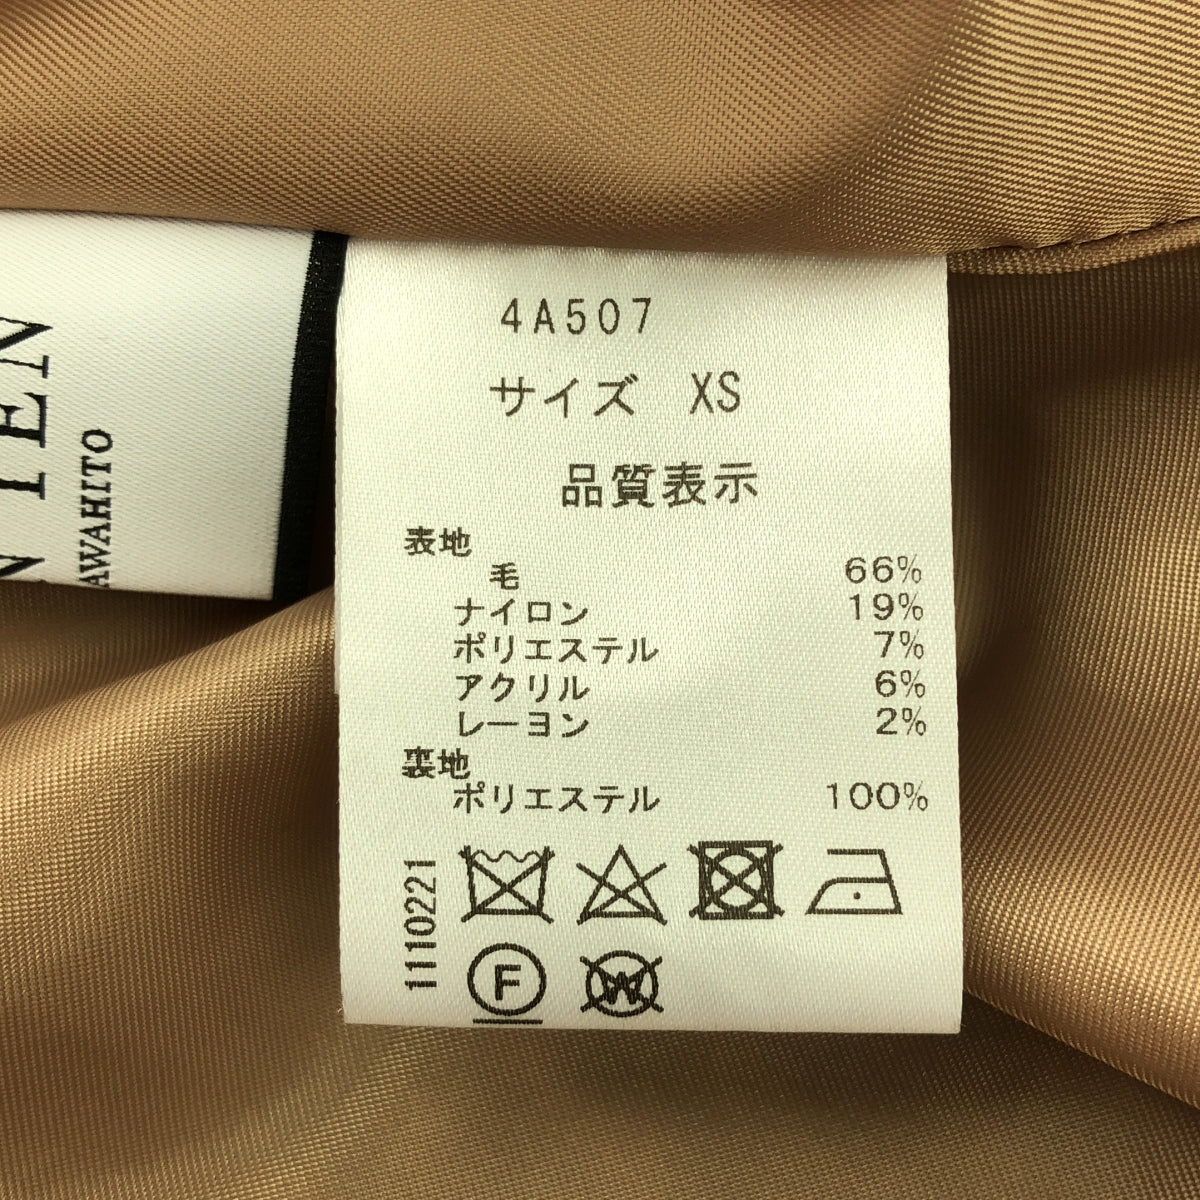 4A507
サイズ XS
品質表示
表地
毛 66%
ナイロン 19%
ポリエステル 7%
アクリル 6%
レーヨン 2%
裏地
ポリエステル 100%
1110221
F
W
TEN
AWAHITO